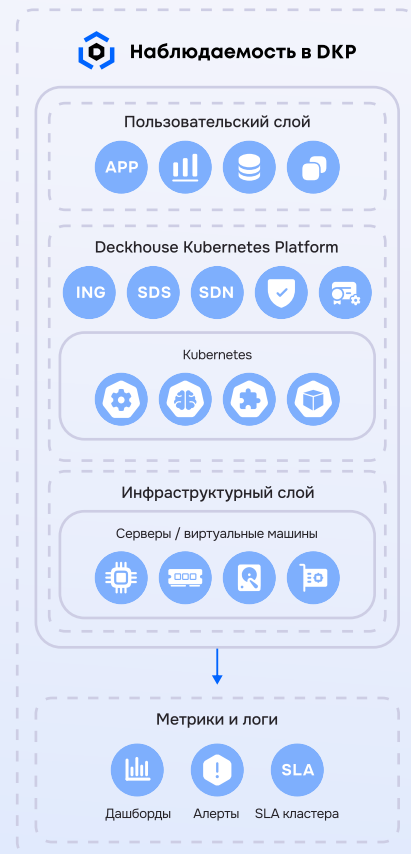 Наблюдаемость в DKP
Пользовательский слой
APP
Deckhouse Kubernetes Platform
ING SDS SDN
Kubernetes
Инфраструктурный слой
Серверы / виртуальные машины
Метрики и логи
SLA
Дашборды Алерты SLA кластера